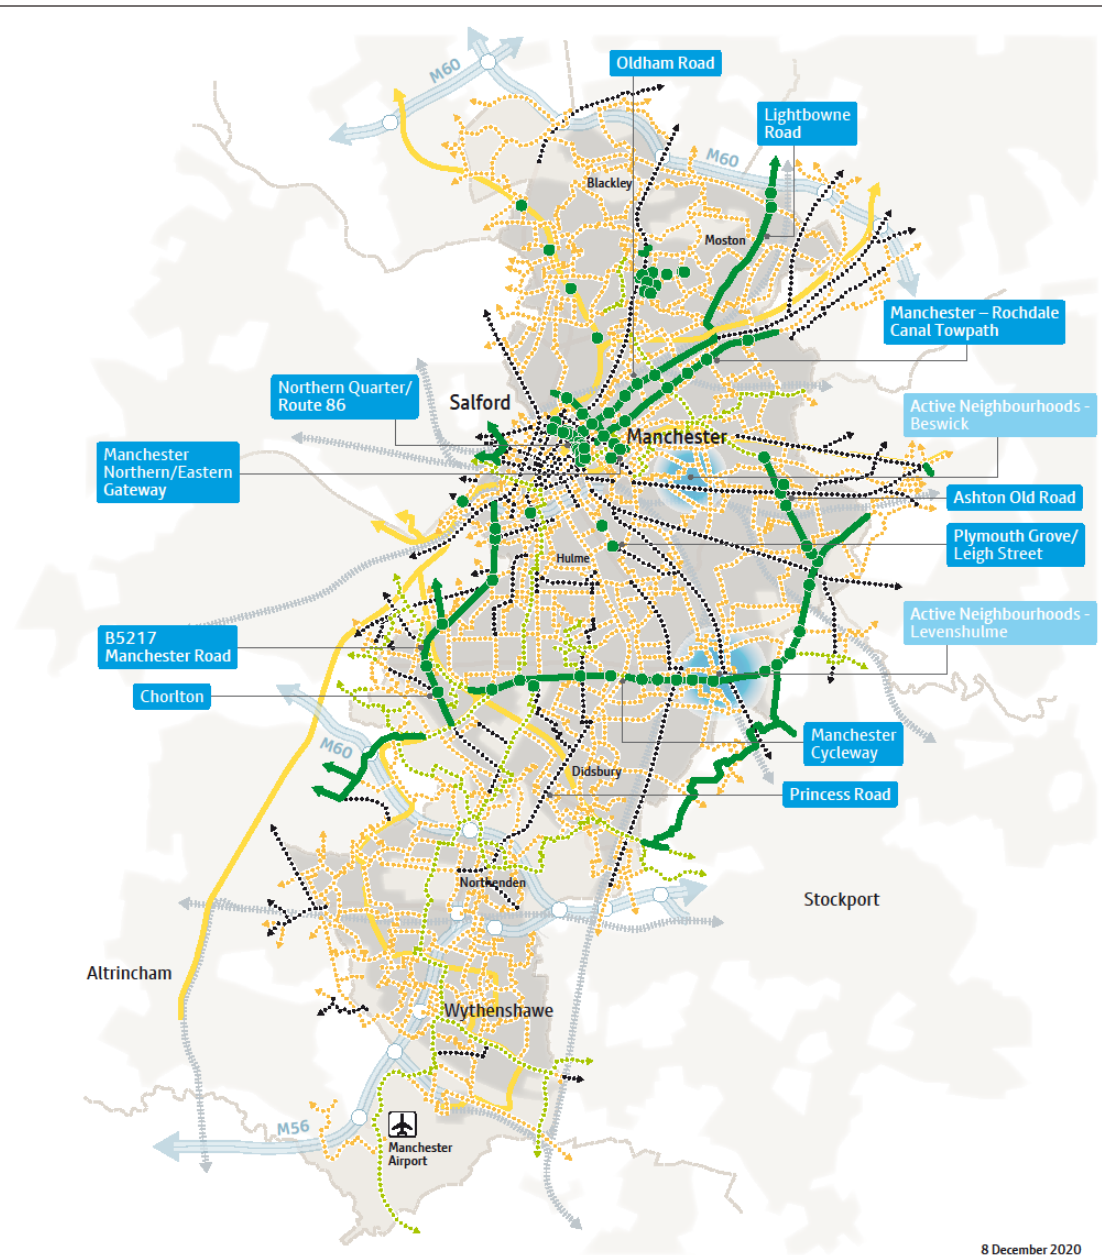 M60
Oldham Road
Lightbowne
Road
M60
Blackley
Moston
Manchester – Rochdale
Canal Towpath
Northern Quarter/
Route 86
Salford
Active Neighbourhoods -
Beswick
Manchester
Manchester
Northern/Eastern
Gateway
Ashton Old Road
Plymouth Grove/
Leigh Street
Hulme
Active Neighbourhoods -
Levenshulme
B5217
Manchester Road
Chorlton
M60
Manchester
Cycleway
Didsbury
Princess Road
Northenden
Stockport
Altrincham
Wythenshawe
M56
Manchester
Airport
8 December 2020